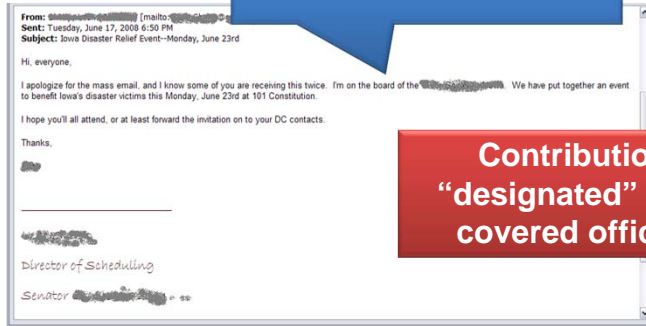 From: [mailto:
Sent: Tuesday, June 17, 2008 6:50 PM
Subject: Iowa Disaster Relief Event--Monday, June 23rd
Hi, everyone,
I apologize for the mass email, and I know some of you are receiving this twice. I'm on the board of the . We have put together an event
to benefit Iowa's disaster victims this Monday, June 23rd at 101 Constitution.
I hope you'll all attend, or at least forward the invitation on to your DC contacts.
Thanks,
Director of Scheduling
Senator
Contributio
“designated”
covered offic